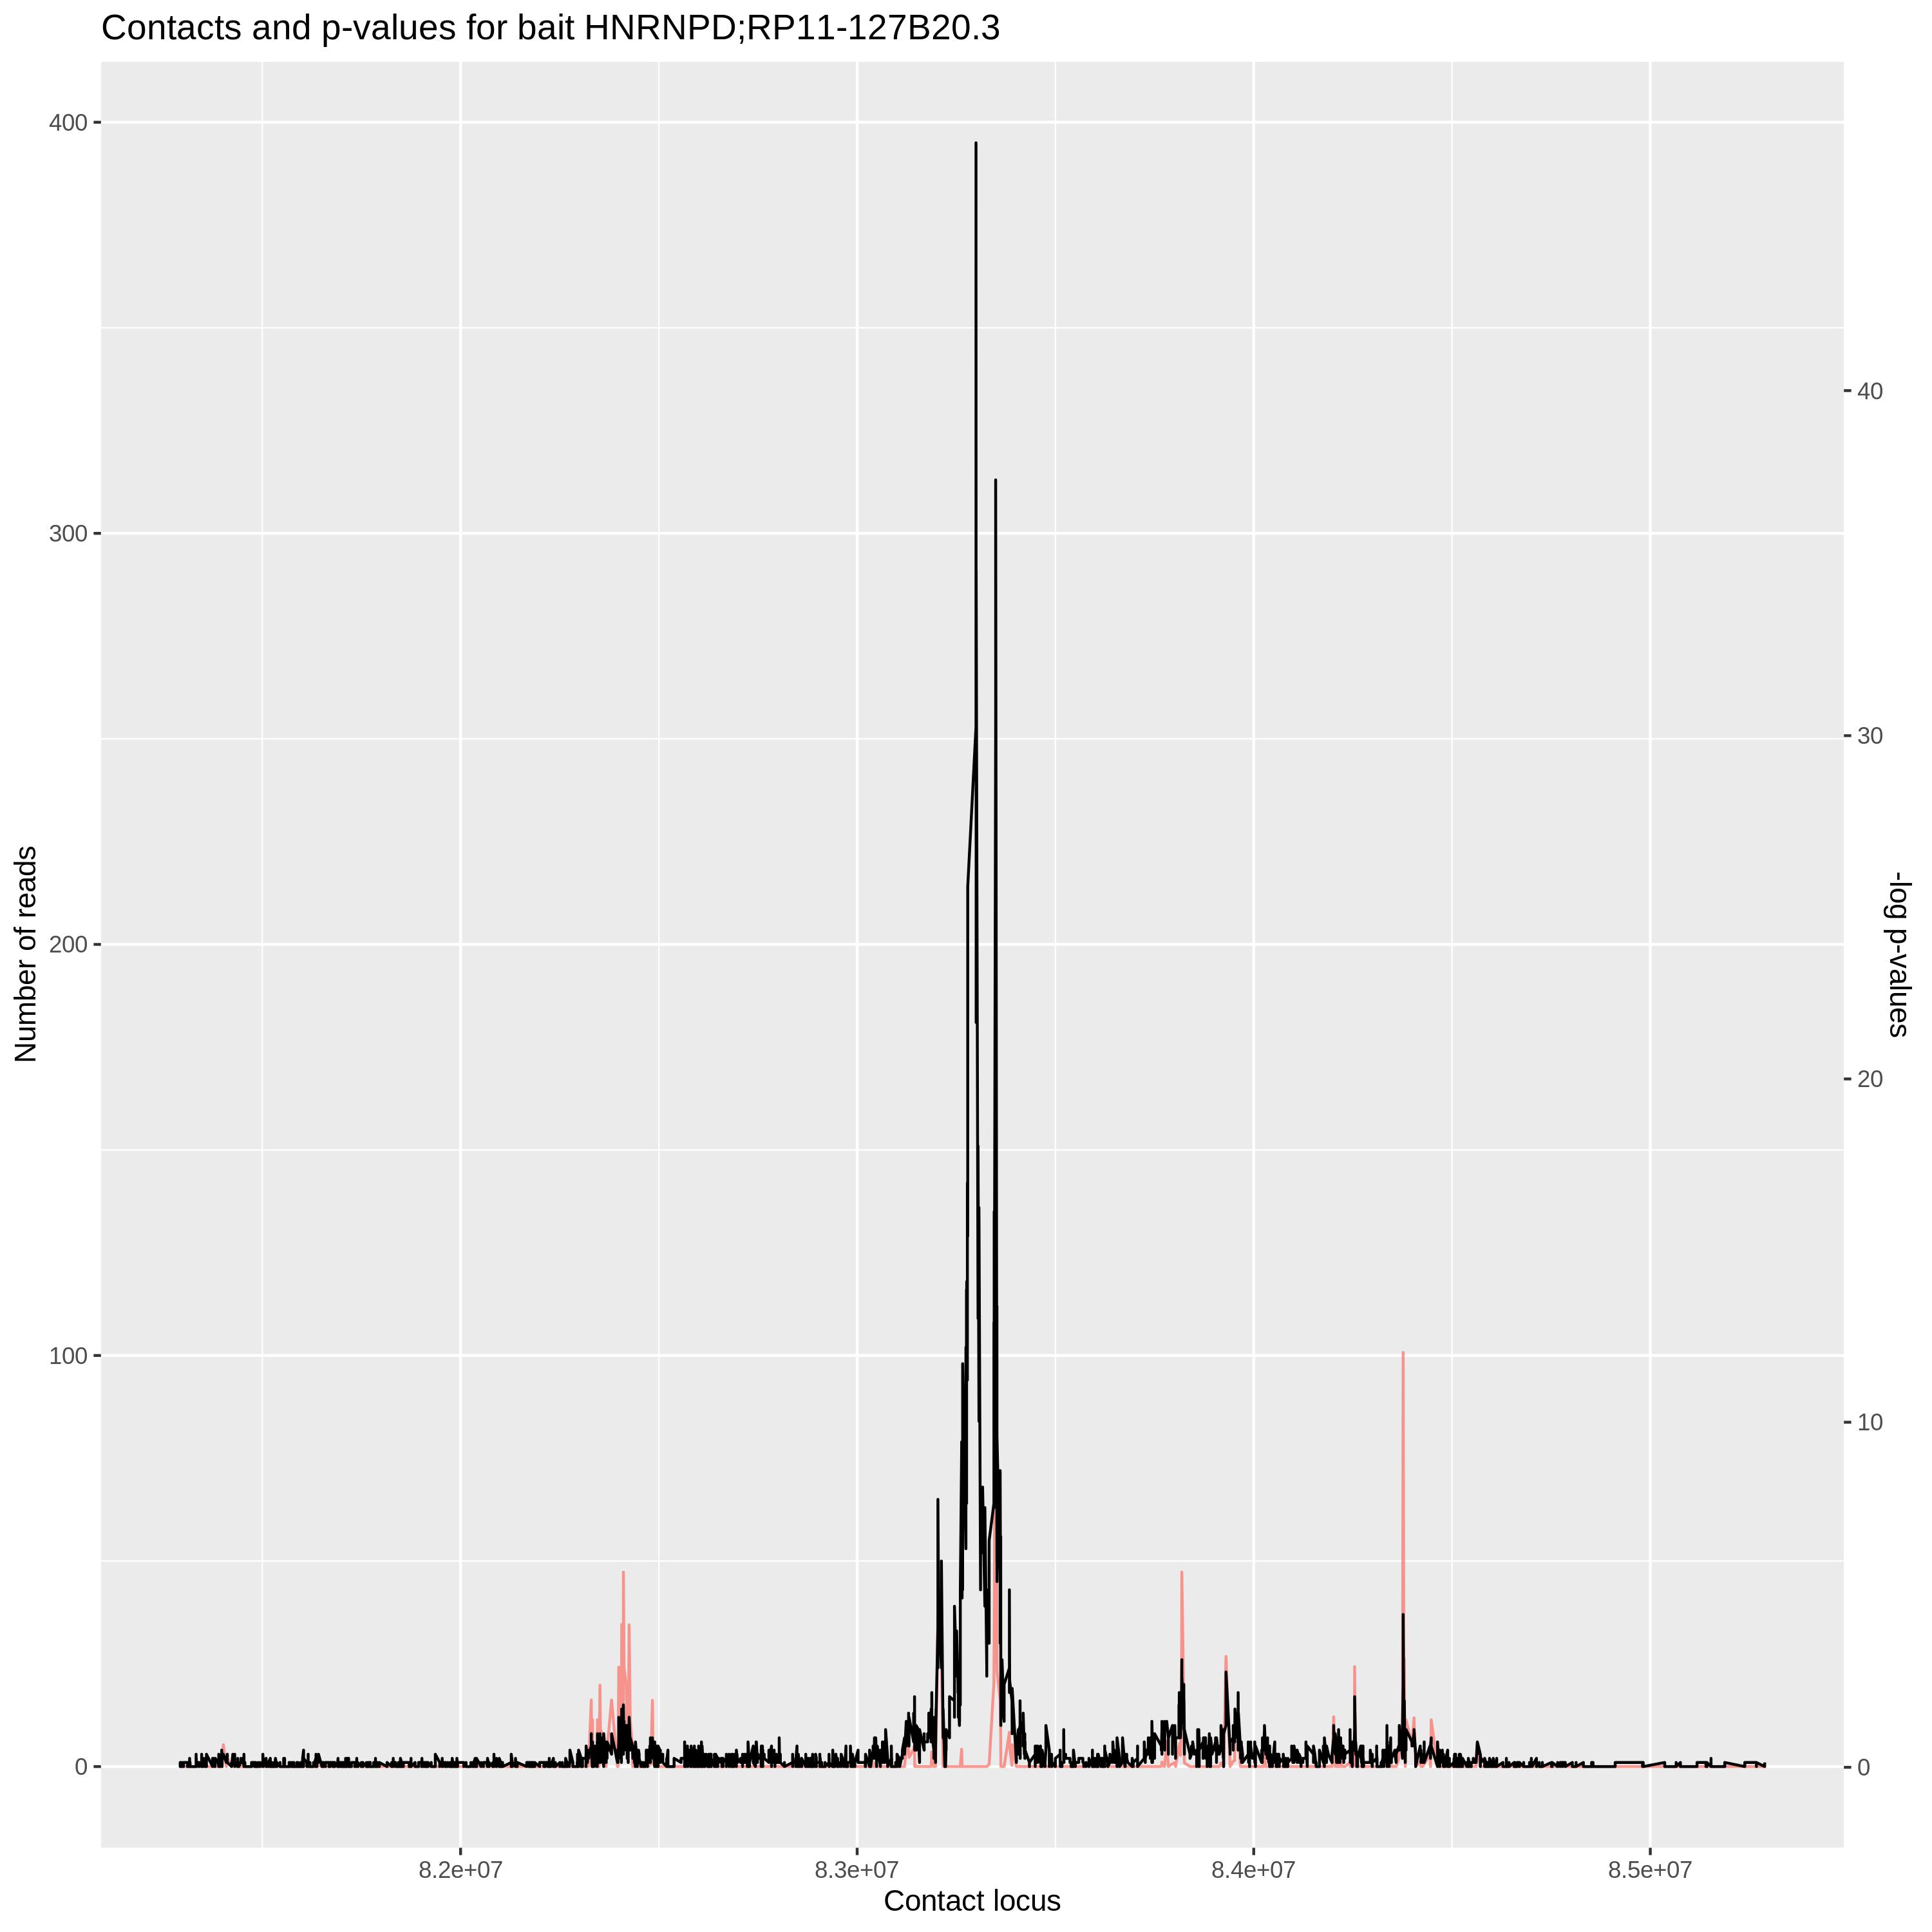 Contacts and p-values for bait HNRNPD;RP11-127B20.3
400
300
200
100
0
40
30
20
10
0
Number of reads
-log p-values
8.2e+07
8.3e+07
8.4e+07
8.5e+07
Contact locus